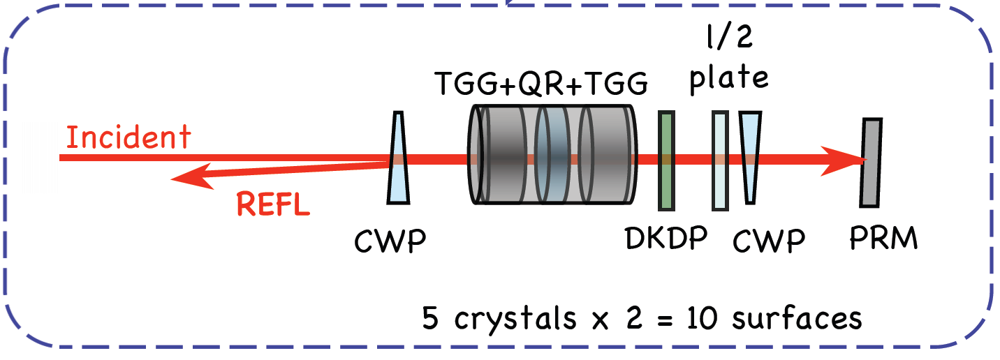 l/2
plate
TGG+QR+TGG
Incident
REFL
CWP
DKDP
CWP
PRM
5 crystals x 2 = 10 surfaces